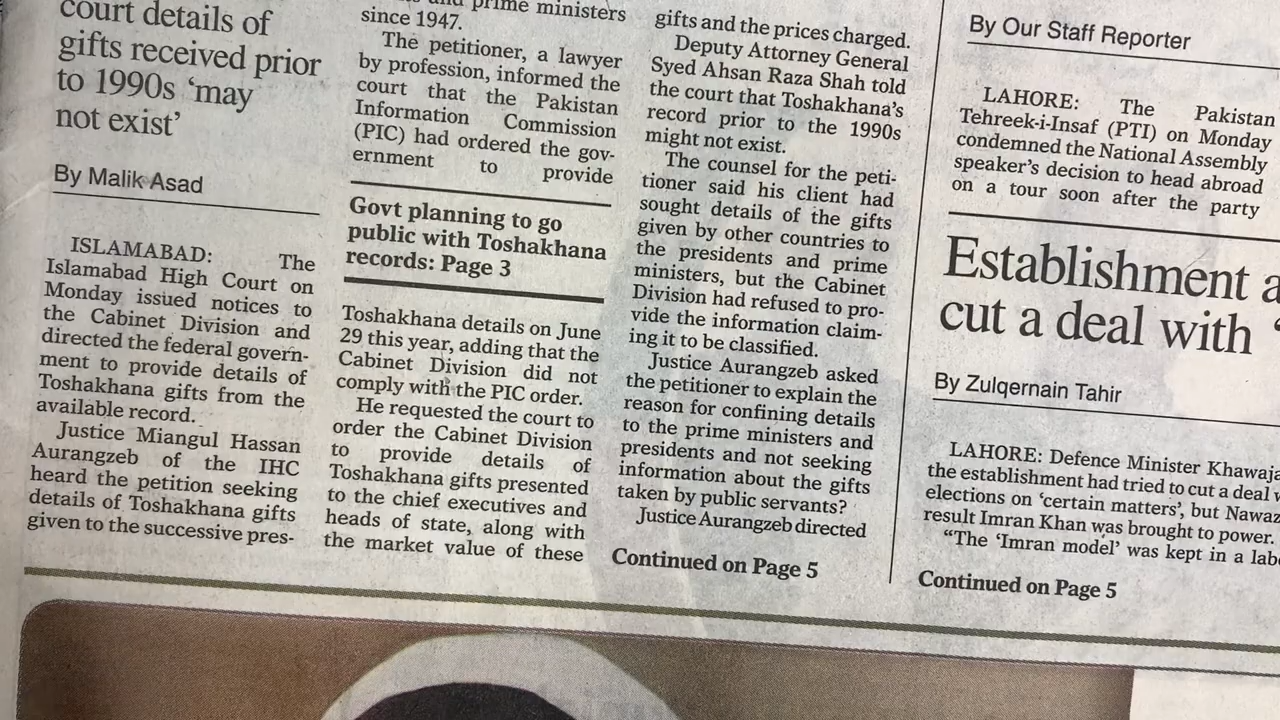 court details of
gifts received prior
to 1990s ‘may
not exist’
By Malik Asad
ISLAMABAD: The
Islamabad High Court on
Monday issued notices to
the Cabinet Division and
directed the federal govern-
ment to provide details of
Toshakhana gifts from the
available record.
Justice Miangul Hassan
Aurangzeb of the IHC
heard the petition seeking
details of Toshakhana gifts
given to the successive pres-
prime ministers
since 1947.
The petitioner, a lawyer
by profession, informed the
court that the Pakistan
Information Commission
(PIC) had ordered the gov-
ernment to provide
Govt planning to go
public with Toshakhana
records: Page 3
Toshakhana details on June
29 this year, adding that the
Cabinet Division did not
comply with the PIC order.
He requested the court to
order the Cabinet Division
to provide details of
Toshakhana gifts presented
to the chief executives and
heads of state, along with
the market value of these
gifts and the prices charged.
Deputy Attorney General
Syed Ahsan Raza Shah told
the court that Toshakhana’s
record prior to the 1990s
might not exist.
The counsel for the peti-
tioner said his client had
sought details of the gifts
given by other countries to
the presidents and prime
ministers, but the Cabinet
Division had refused to pro-
vide the information claim-
ing it to be classified.
Justice Aurangzeb asked
the petitioner to explain the
reason for confining details
to the prime ministers and
presidents and not seeking
information about the gifts
taken by public servants?
Justice Aurangzeb directed
Continued on Page 5
By Our Staff Reporter
LAHORE: The Pakistan
Tehreek-i-Insaf (PTI) on Monday
condemned the National Assembly
speaker’s decision to head abroad
on a tour soon after the party
Establishment
cut a deal with ‘
By Zulqernain Tahir
LAHORE: Defence Minister Khawaja
the establishment had tried to cut a deal
elections on ‘certain matters’, but Nawaz
result Imran Khan was brought to power.
“The ‘Imran model’ was kept in a
Continued on Page 5